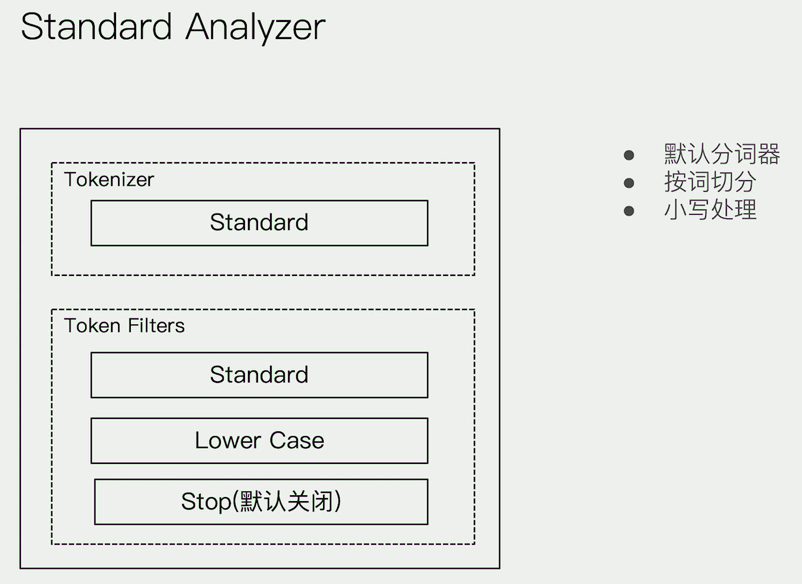 Standard Analyzer
Tokenizer
Standard
Token Filters
Standard
Lower Case
Stop(默认关闭)
● 默认分词器
● 按词切分
● 小写处理